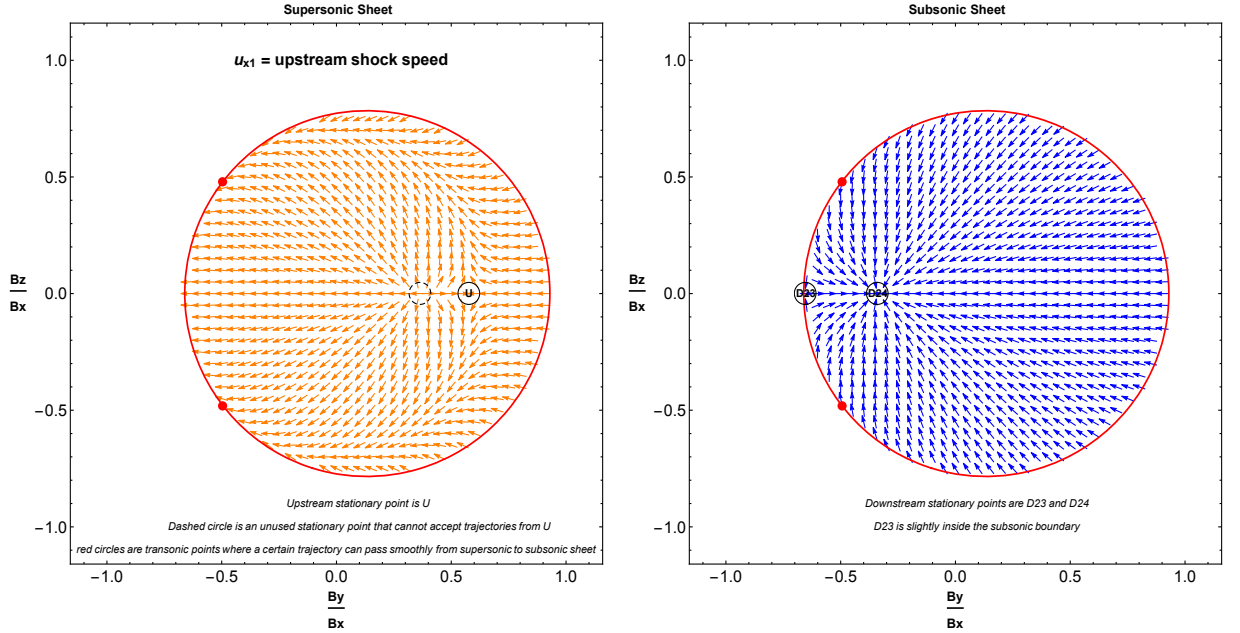 Supersonic Sheet
u_x1 = upstream shock speed
1.0
0.5
0.0
−0.5
−1.0
Bz
Bx
U
Upstream stationary point is U
Dashed circle is an unused stationary point that cannot accept trajectories from U
red circles are transonic points where a certain trajectory can pass smoothly from supersonic to subsonic sheet
−1.0 −0.5 0.0 0.5 1.0
By
Bx
Subsonic Sheet
1.0
0.5
0.0
−0.5
−1.0
Bz
Bx
D23 D24
Downstream stationary points are D23 and D24
D23 is slightly inside the subsonic boundary
−1.0 −0.5 0.0 0.5 1.0
By
Bx